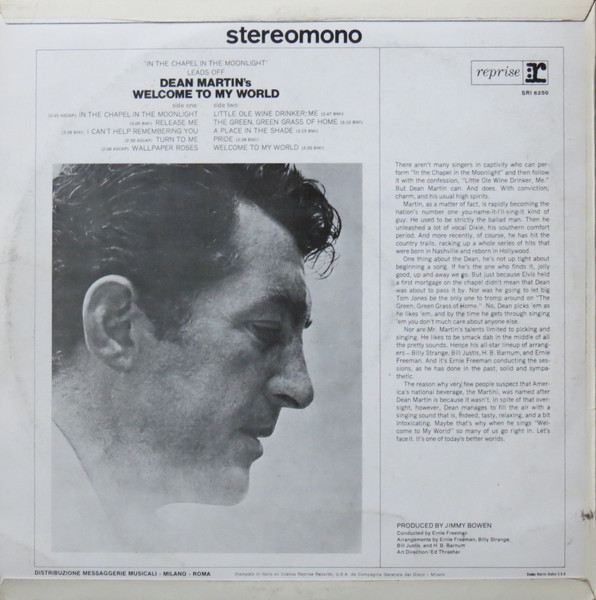 stereomono
"IN THE CHAPEL IN THE MOONLIGHT"
LEADS OFF
DEAN MARTIN's
WELCOME TO MY WORLD
reprise r:
SRI 6250
side one:
IN THE CHAPEL IN THE MOONLIGHT
RELEASE ME
I CAN'T HELP REMEMBERING YOU
TURN TO ME
WALLPAPER ROSES
side two:
LITTLE OLE WINE DRINKER, ME
THE GREEN, GREEN GRASS OF HOME
A PLACE IN THE SHADE
PRIDE
WELCOME TO MY WORLD
There aren't many singers in captivity who can per-
form "In the Chapel in the Moonlight" and then follow
it with the confession, "Little Ole Wine Drinker, Me."
But Dean Martin can. And does. With conviction,
charm, and his usual high spirits.
Martin, as a matter of fact, is rapidly becoming the
nation's number one you-name-it-I'll-sing-it kind of
guy. He used to be strictly the ballad man. Then he
unleashed a lot of vocal Dixie, his southern comfort
period. And more recently, of course, he has hit the
country trails, racking up a whole series of hits that
were born in Nashville and reborn in Hollywood.
One thing about the Dean, he's not up tight about
beginning a song. If he's the one who finds it, jolly
good, up and away we go. But just because Elvis held
a first mortgage on the chapel didn't mean that Dean
was about to pass it by. Nor was he going to let big
Tom Jones be the only one to tromp around on "The
Green, Green Grass of Home." No, Dean picks 'em as
he likes 'em, and by the time he gets through singing
'em you don't much care about anyone else.
Nor are Mr. Martin's talents limited to picking and
singing. He likes to be smack dab in the middle of all
the pretty sounds. Hence his all-star lineup of arrang-
ers – Billy Strange, Bill Justis, H. B. Barnum, and Ernie
Freeman. And it's Ernie Freeman conducting the ses-
sions, as he has done in the past, solid and sympa-
thetic.
The reason why very few people suspect that Amer-
ica's national beverage, the Martini, was named after
Dean Martin is because it wasn't. In spite of that over-
sight, however, Dean manages to fill the air with a
singing sound that is, indeed, tasty, relaxing, and a bit
intoxicating. Maybe that's why when he sings "Wel-
come to My World" so many of us go right in. Let's
face it. It's one of today's better worlds.
PRODUCED BY JIMMY BOWEN
Conducted by Ernie Freeman
Arrangements by Ernie Freeman, Billy Strange,
Bill Justis, and H. B. Barnum
Art Direction: Ed Thrasher
DISTRIBUZIONE MESSAGGERIE MUSICALI - MILANO - ROMA
Stampato in Italia su licenza Reprise Records, U.S.A. da Compagnia Generale del Disco - Milano